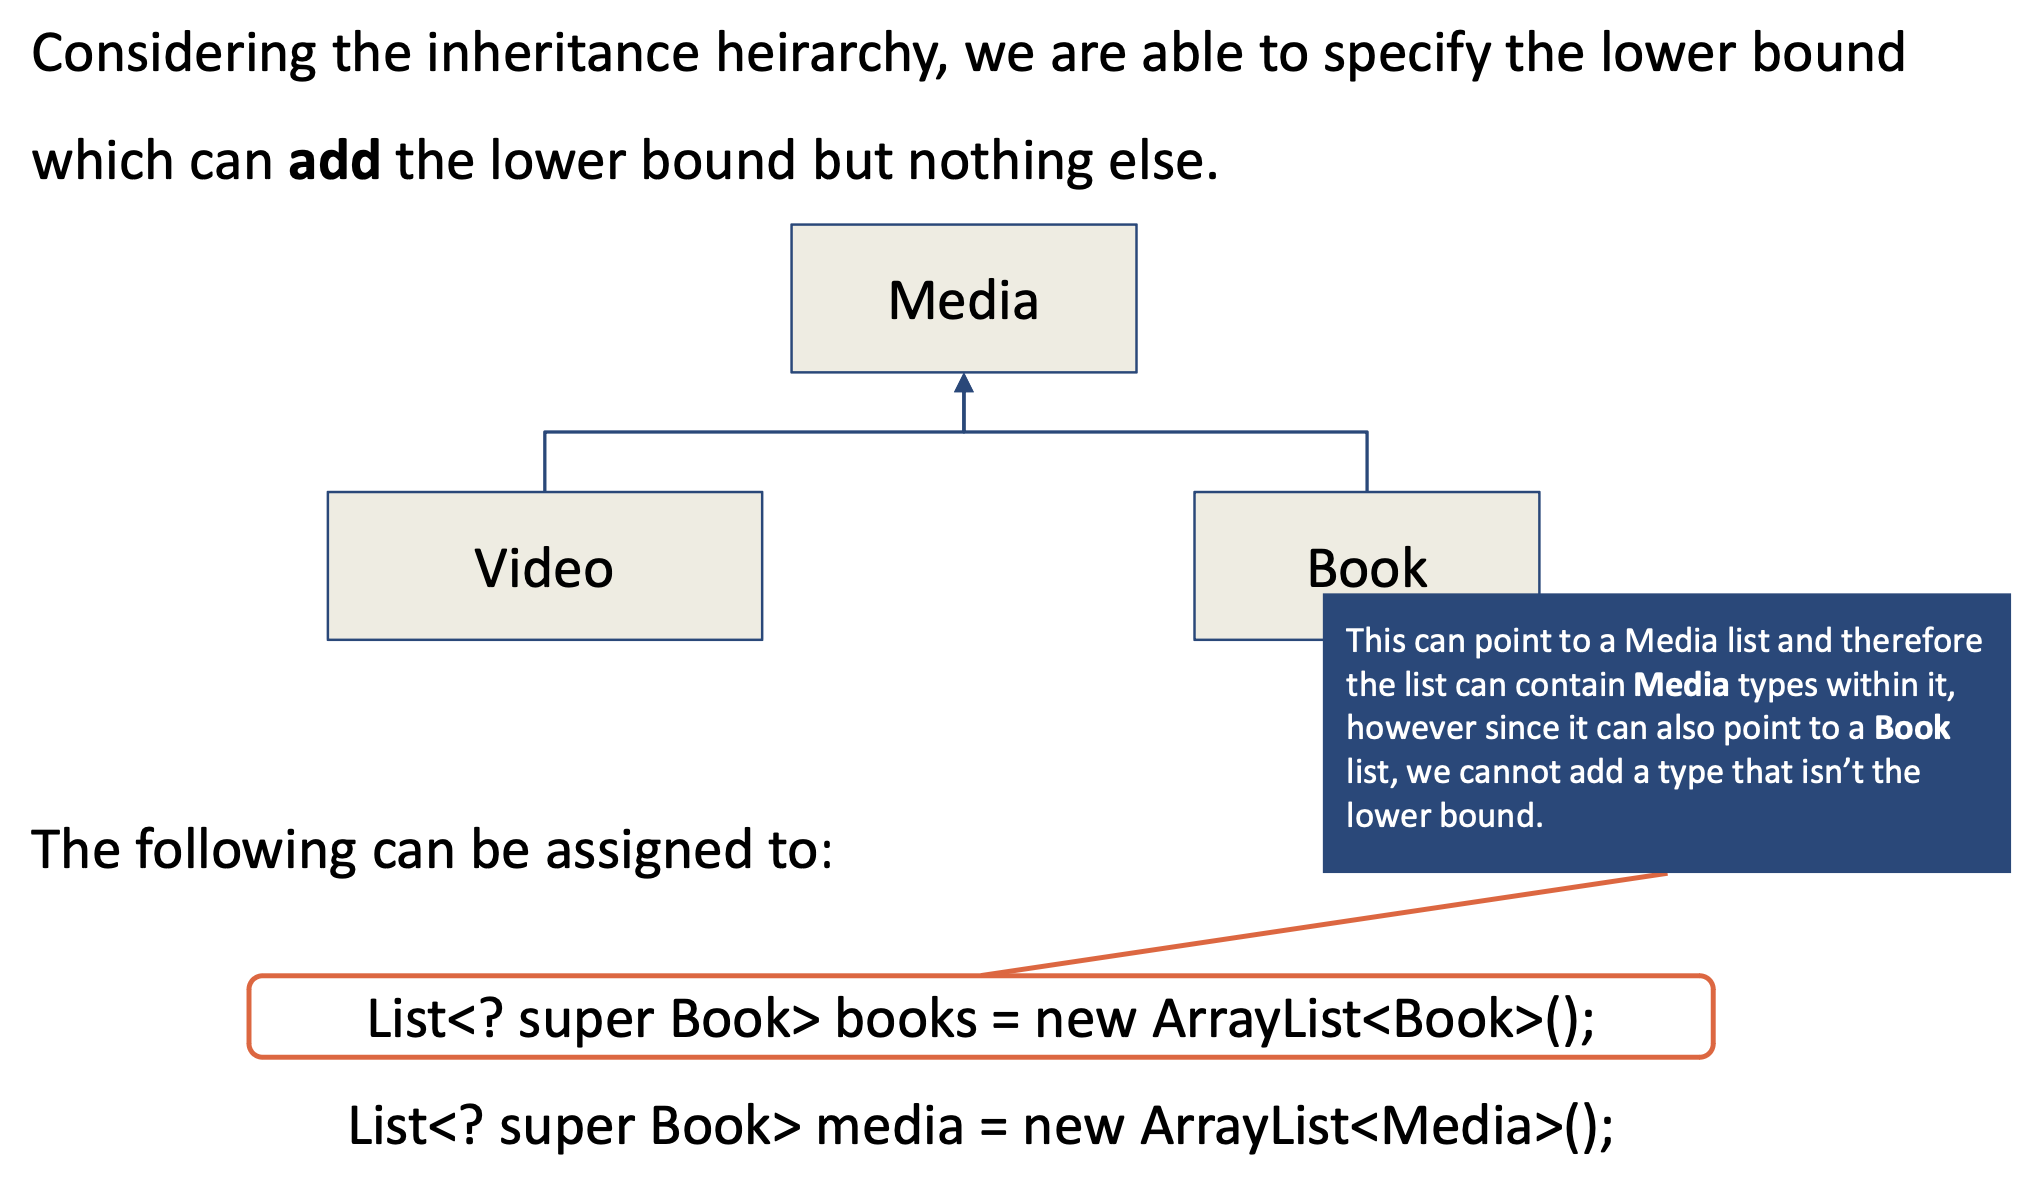 Considering the inheritance heirarchy, we are able to specify the lower bound
which can add the lower bound but nothing else.
Media
Video
Book
This can point to a Media list and therefore
the list can contain Media types within it,
however since it can also point to a Book
list, we cannot add a type that isn’t the
lower bound.
The following can be assigned to:
List<? super Book> books = new ArrayList<Book>();
List<? super Book> media = new ArrayList<Media>();